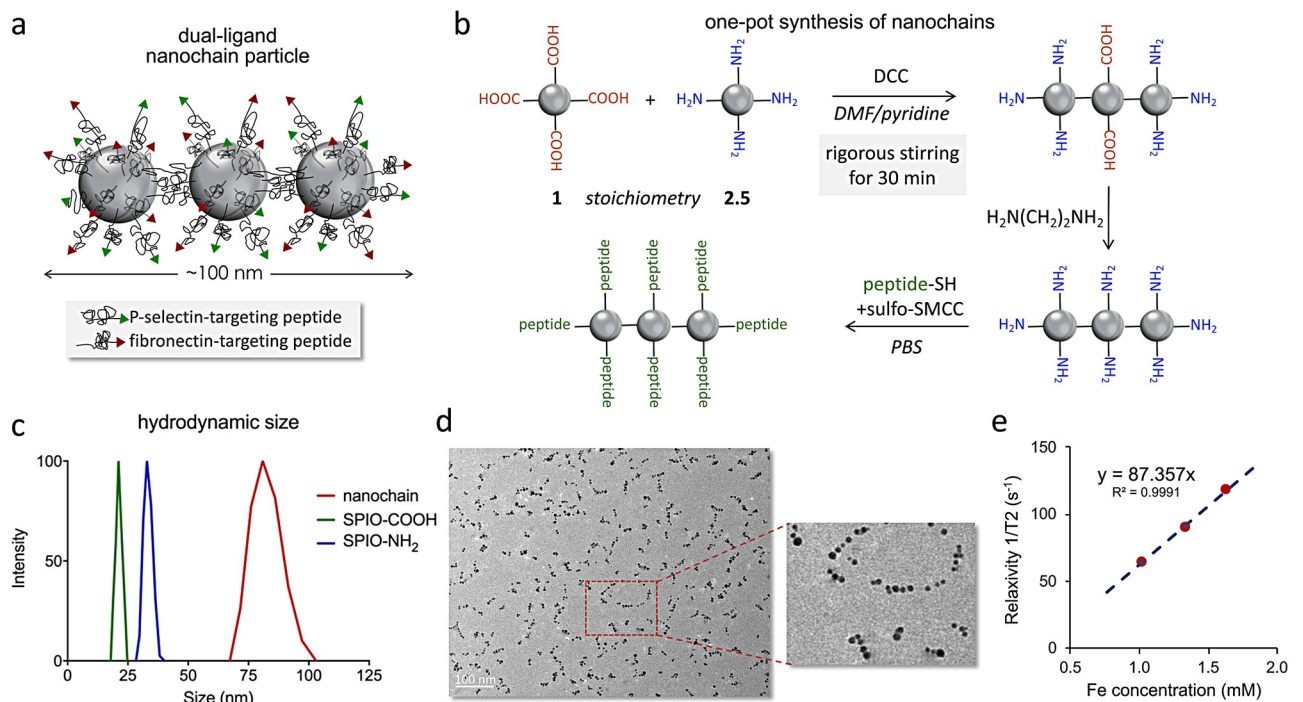 a
dual-ligand
nanochain particle
~100 nm
P-selectin-targeting peptide
fibronectin-targeting peptide
b
one-pot synthesis of nanochains
COOH
HOOC
COOH
COOH
+
NH2
H2N
NH2
NH2
DCC
DMF/pyridine
rigorous stirring
for 30 min
1 stoichiometry 2.5
NH2
COOH
NH2
H2N
NH2
NH2
COOH
NH2
H2N(CH2)2NH2
NH2
NH2
NH2
H2N
NH2
NH2
NH2
NH2
peptide-SH
+sulfo-SMCC
PBS
peptide
peptide
peptide
peptide
peptide
peptide
peptide
peptide
c
hydrodynamic size
Intensity
100
50
0
0
25
50
75
100
125
Size (nm)
nanochain
SPIO-COOH
SPIO-NH2
d
100 nm
e
Relaxivity 1/T2 (s-1)
150
100
50
0
0.5
1.0
1.5
2.0
Fe concentration (mM)
y = 87.357x
R² = 0.9991